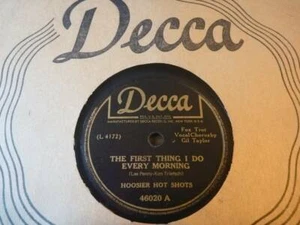 Decca
Decca
(L 4172)
Fox Trot
Vocal Chorus by
Gil Taylor
THE FIRST THING I DO
EVERY MORNING
HOOSIER HOT SHOTS
46020 A